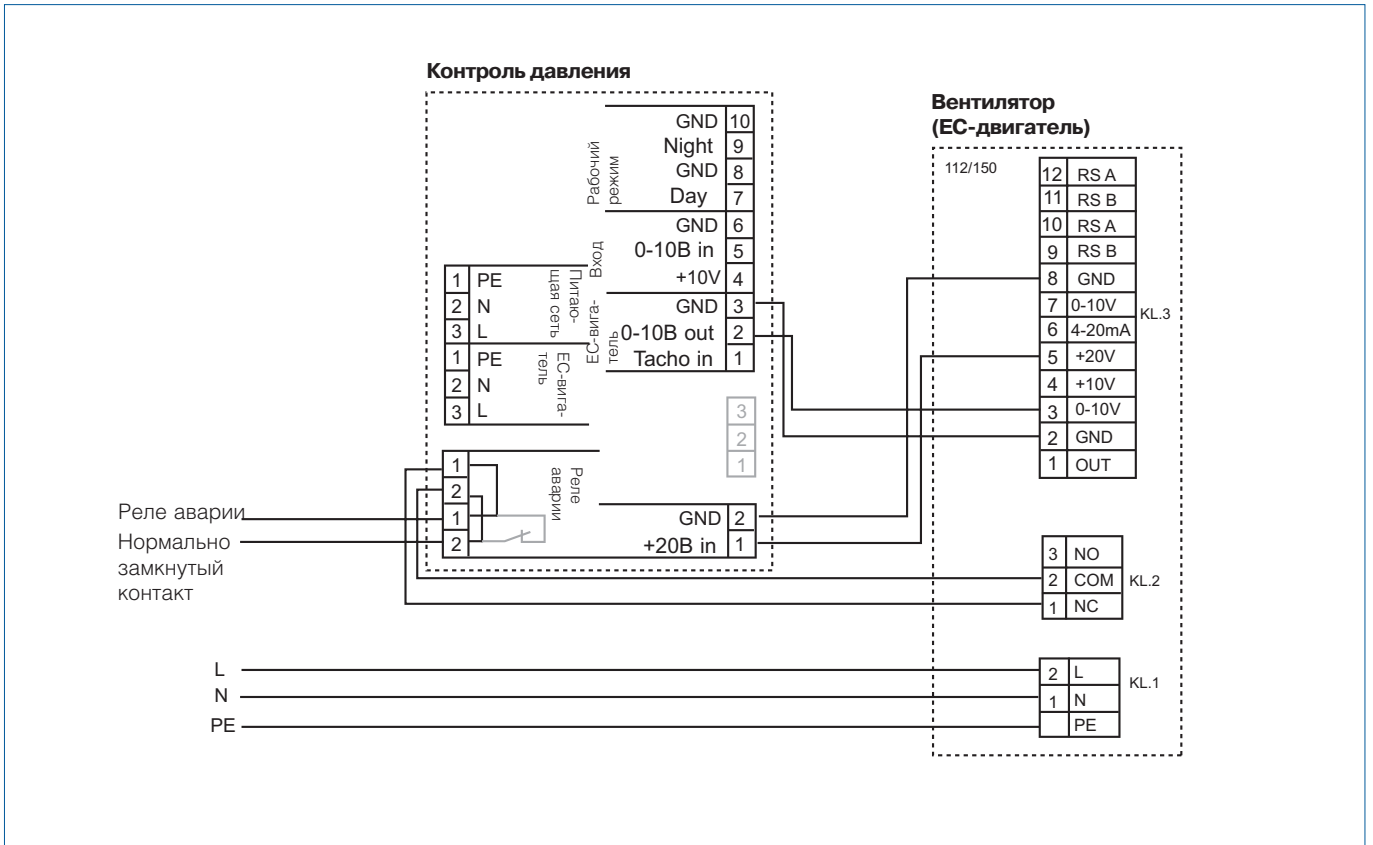 Контроль давления
GND 10
Night 9
GND 8
Day 7
Рабочий
режим
GND 6
0-10В in 5
+10V 4
Вход
GND 3
0-10В out 2
Tacho in 1
ЕС-вига-
тель
1 PE
2 N
3 L
Питаю-
щая сеть
1 PE
2 N
3 L
ЕС-вига-
тель
3
2
1
1
2
1
2
Реле
аварии
GND 2
+20В in 1
Реле аварии
Нормально
замкнутый
контакт
L
N
PE
Вентилятор
(ЕС-двигатель)
112/150
12 RS A
11 RS B
10 RS A
9 RS B
8 GND
7 0-10V
6 4-20mA
5 +20V
4 +10V
3 0-10V
2 GND
1 OUT
KL.3
3 NO
2 COM
1 NC
KL.2
2 L
1 N
PE
KL.1